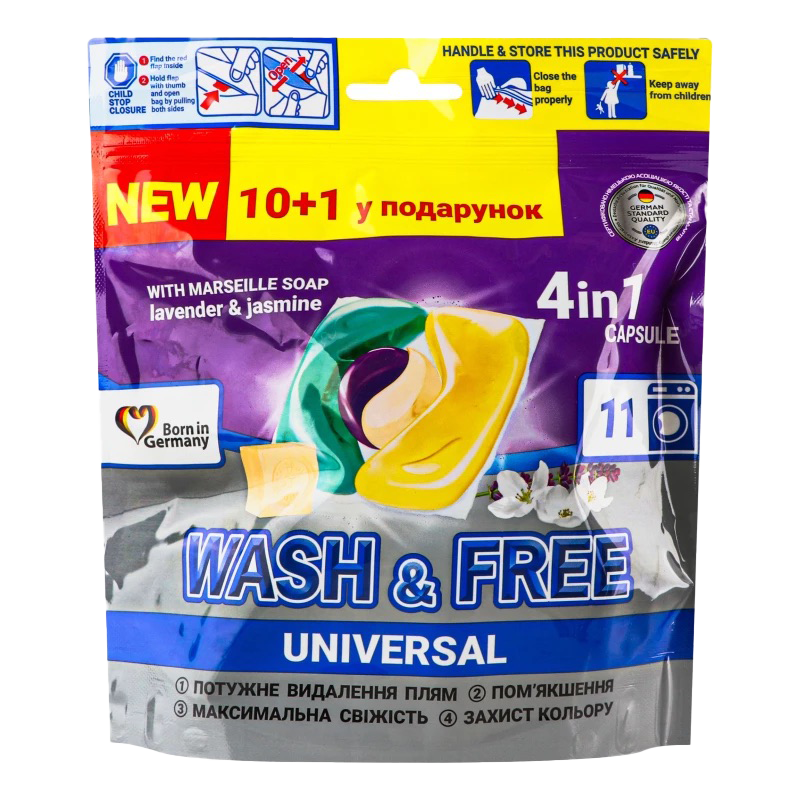 HANDLE & STORE THIS PRODUCT SAFELY
CHILD
STOP
CLOSURE
1 Find the red
flap inside
2 Hold flap
with thumb
and open
bag by pulling
both sides
Open
Close the
bag
properly
Keep away
from children
NEW 10+1 у подарунок
GERMAN
STANDARD
QUALITY
EU
WITH MARSEILLE SOAP
lavender & jasmine
4in1
CAPSULE
Born in
Germany
11
WASH & FREE
UNIVERSAL
1 ПОТУЖНЕ ВИДАЛЕННЯ ПЛЯМ 2 ПОМ'ЯКШЕННЯ
3 МАКСИМАЛЬНА СВІЖІСТЬ 4 ЗАХИСТ КОЛЬОРУ